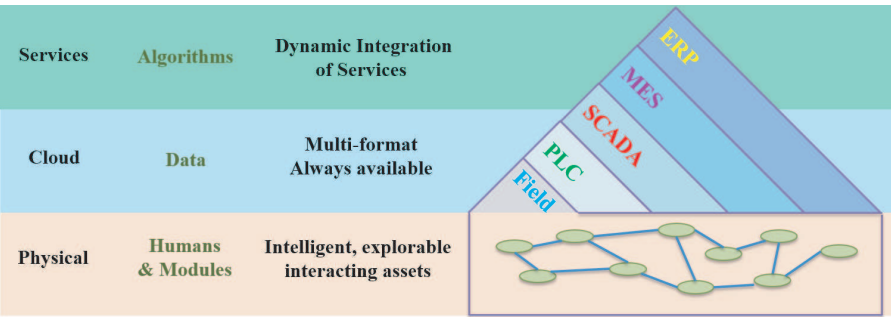 Services
Algorithms
Dynamic Integration
of Services
Cloud
Data
Multi-format
Always available
Physical
Humans
& Modules
Intelligent, explorable
interacting assets
ERP
MES
SCADA
PLC
Field